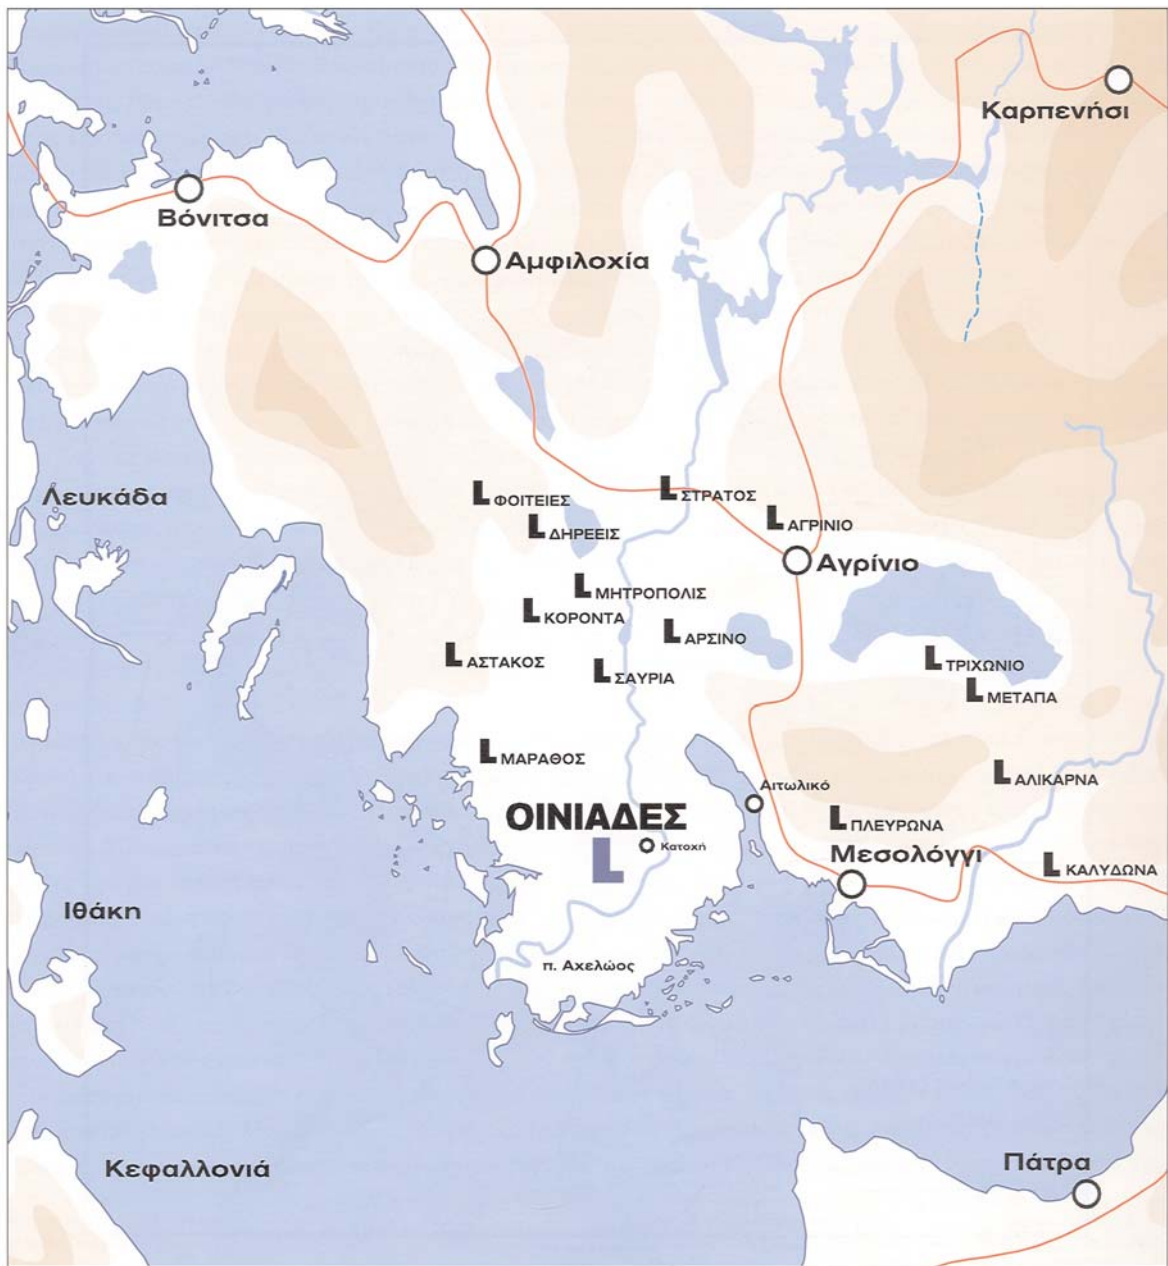 Καρπενήσι
Βόνιτσα
Αμφιλοχία
Λευκάδα
ΦΟΙΤΕΙΕΣ
ΣΤΡΑΤΟΣ
ΔΗΡΕΕΙΣ
ΑΓΡΙΝΙΟ
Αγρίνιο
ΜΗΤΡΟΠΟΛΙΣ
ΚΟΡΟΝΤΑ
ΑΡΣΙΝΟ
ΑΣΤΑΚΟΣ
ΤΡΙΧΩΝΙΟ
ΣΑΥΡΙΑ
ΜΕΤΑΠΑ
ΜΑΡΑΘΟΣ
ΑΛΙΚΑΡΝΑ
Αιτωλικό
ΟΙΝΙΑΔΕΣ
ΠΛΕΥΡΩΝΑ
Κατοχή
Μεσολόγγι
ΚΑΛΥΔΩΝΑ
Ιθάκη
π. Αχελώος
Πάτρα
Κεφαλλονιά